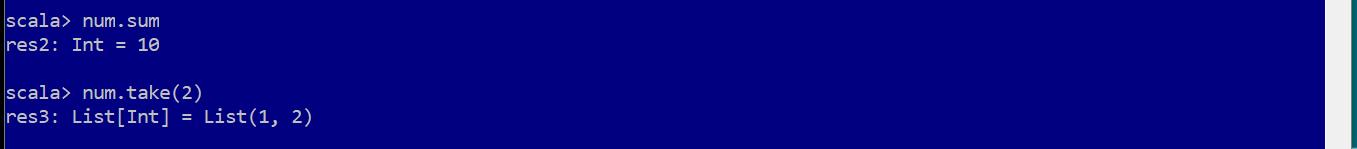 scala> num.sum
res2: Int = 10
scala> num.take(2)
res3: List[Int] = List(1, 2)